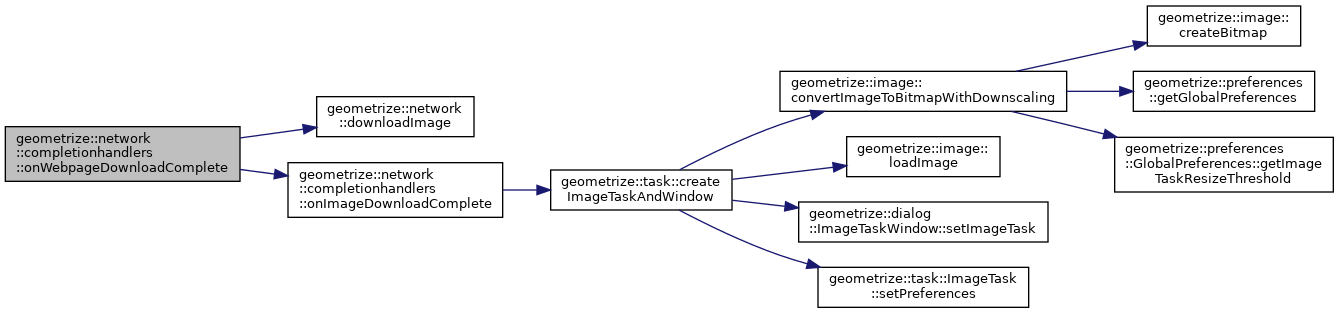 geometrize::network
::completionhandlers
::onWebpageDownloadComplete
geometrize::network
::downloadImage
geometrize::network
::completionhandlers
::onImageDownloadComplete
geometrize::task::create
ImageTaskAndWindow
geometrize::image::
convertImageToBitmapWithDownscaling
geometrize::image::
loadImage
geometrize::dialog
::ImageTaskWindow::setImageTask
geometrize::task::ImageTask
::setPreferences
geometrize::image::
createBitmap
geometrize::preferences
::getGlobalPreferences
geometrize::preferences
::GlobalPreferences::getImage
TaskResizeThreshold